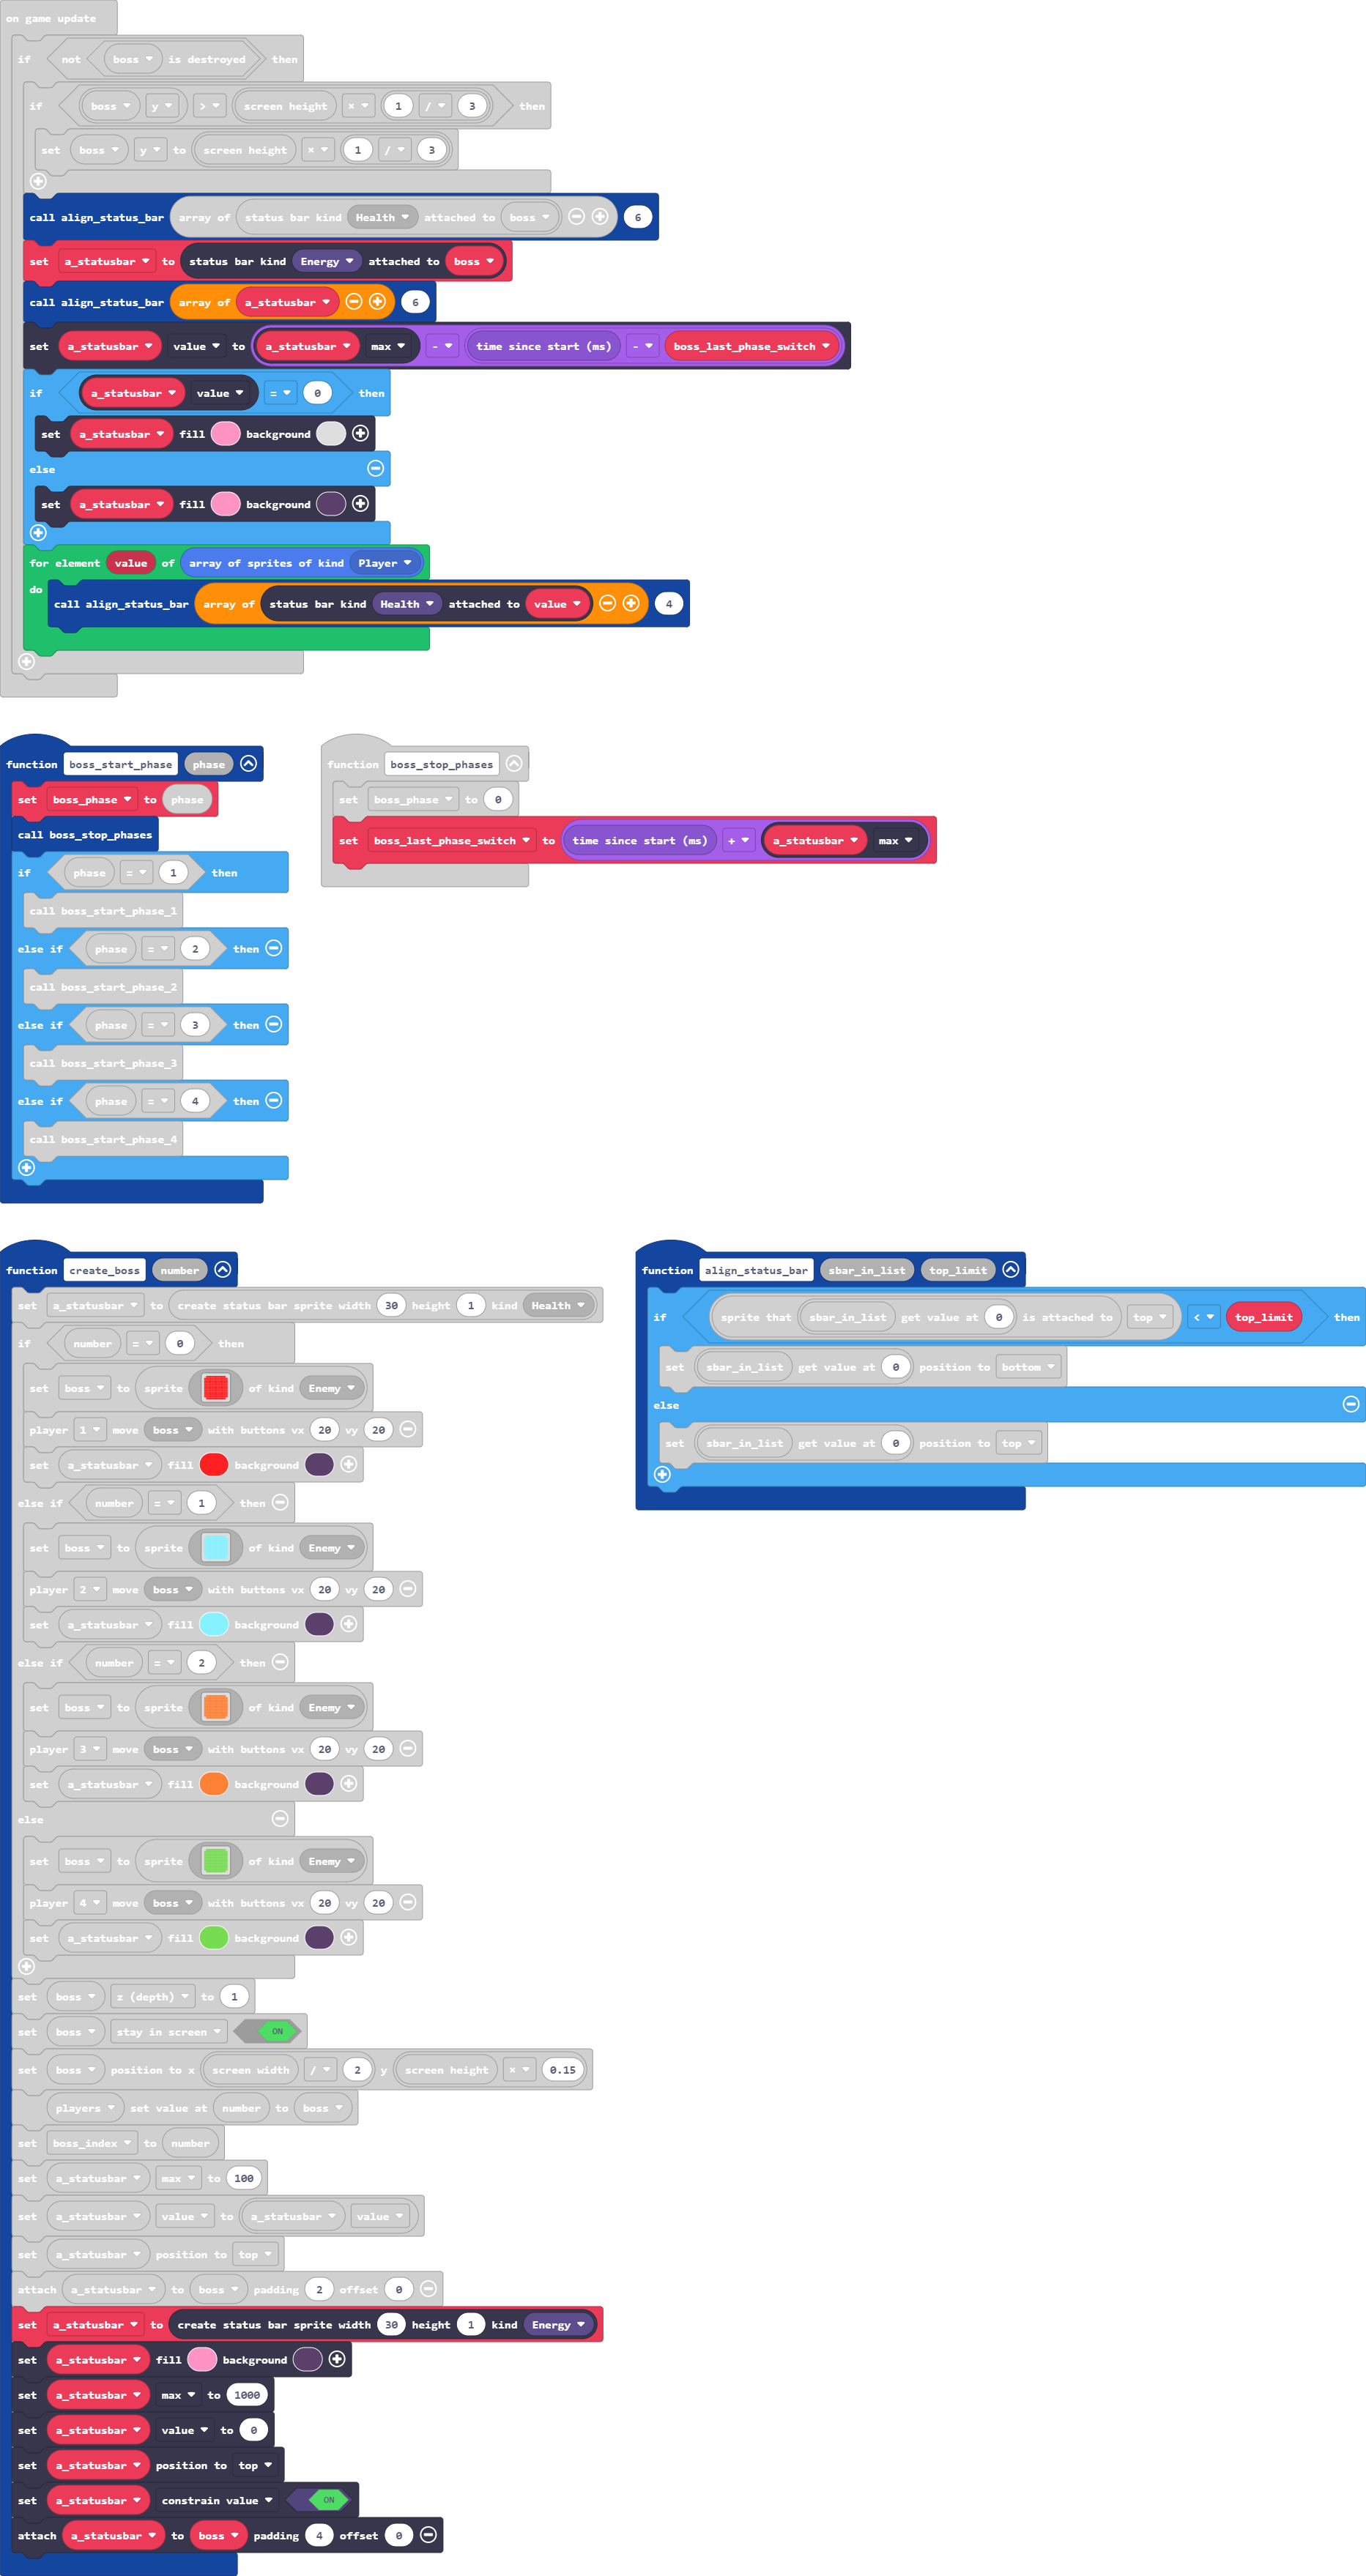 on game update
if not boss is destroyed then
if boss y > screen height × 1 / 3 then
set boss y to screen height × 1 / 3
call align_status_bar array of status bar kind Health attached to boss 6
set a_statusbar to status bar kind Energy attached to boss
call align_status_bar array of a_statusbar 6
set a_statusbar value to a_statusbar max - time since start (ms) - boss_last_phase_switch
if a_statusbar value = 0 then
set a_statusbar fill background
else
set a_statusbar fill background
for element value of array of sprites of kind Player
do call align_status_bar array of status bar kind Health attached to value 4
function boss_start_phase phase
set boss_phase to phase
call boss_stop_phases
if phase = 1 then
call boss_start_phase_1
else if phase = 2 then
call boss_start_phase_2
else if phase = 3 then
call boss_start_phase_3
else if phase = 4 then
call boss_start_phase_4
function boss_stop_phases
set boss_phase to 0
set boss_last_phase_switch to time since start (ms) + a_statusbar max
function create_boss number
set a_statusbar to create status bar sprite width 30 height 1 kind Health
if number = 0 then
set boss to sprite of kind Enemy
player 1 move boss with buttons vx 20 vy 20
set a_statusbar fill background
else if number = 1 then
set boss to sprite of kind Enemy
player 2 move boss with buttons vx 20 vy 20
set a_statusbar fill background
else if number = 2 then
set boss to sprite of kind Enemy
player 3 move boss with buttons vx 20 vy 20
set a_statusbar fill background
else
set boss to sprite of kind Enemy
player 4 move boss with buttons vx 20 vy 20
set a_statusbar fill background
set boss z (depth) to 1
set boss stay in screen ON
set boss position to x screen width / 2 y screen height × 0.15
players set value at number to boss
set boss_index to number
set a_statusbar max to 100
set a_statusbar value to a_statusbar value
set a_statusbar position to top
attach a_statusbar to boss padding 2 offset 0
set a_statusbar to create status bar sprite width 30 height 1 kind Energy
set a_statusbar fill background
set a_statusbar max to 1000
set a_statusbar value to 0
set a_statusbar position to top
set a_statusbar constrain value ON
attach a_statusbar to boss padding 4 offset 0
function align_status_bar sbar_in_list top_limit
if sprite that sbar_in_list get value at 0 is attached to top < top_limit then
set sbar_in_list get value at 0 position to bottom
else
set sbar_in_list get value at 0 position to top